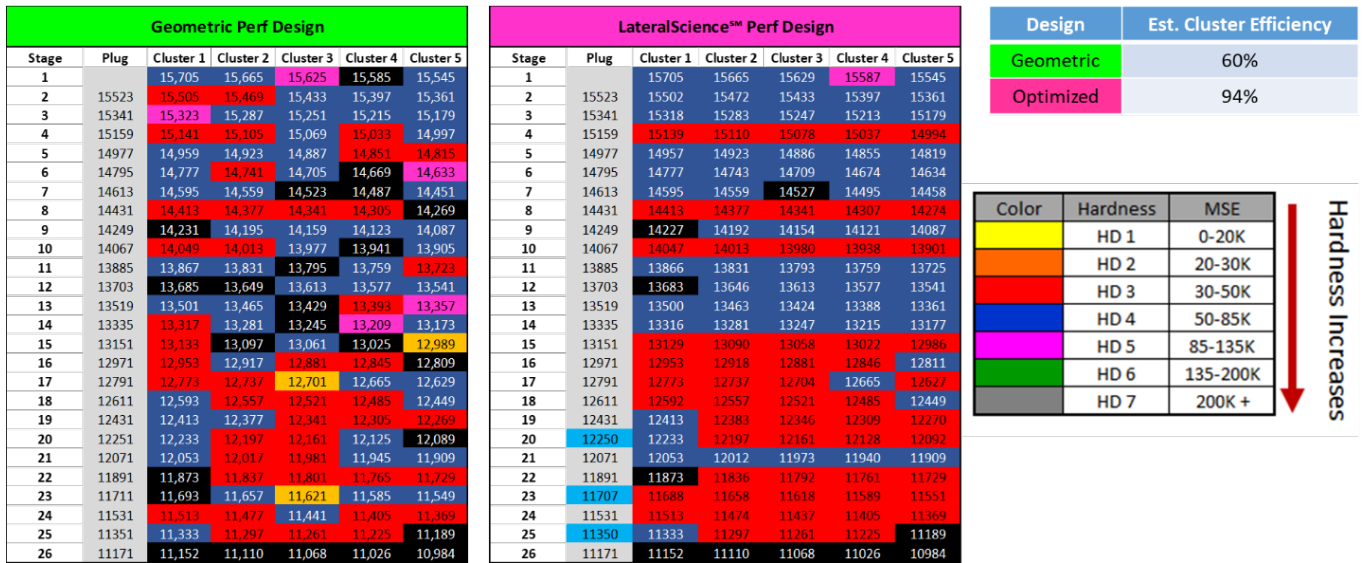 Geometric Perf Design
Stage Plug Cluster 1 Cluster 2 Cluster 3 Cluster 4 Cluster 5
1 15,705 15,665 15,625 15,585 15,545
2 15523 15,505 15,469 15,433 15,397 15,361
3 15341 15,323 15,287 15,251 15,215 15,179
4 15159 15,141 15,105 15,069 15,033 14,997
5 14977 14,959 14,923 14,887 14,851 14,815
6 14795 14,777 14,741 14,705 14,669 14,633
7 14613 14,595 14,559 14,523 14,487 14,451
8 14431 14,413 14,377 14,341 14,305 14,269
9 14249 14,231 14,195 14,159 14,123 14,087
10 14067 14,049 14,013 13,977 13,941 13,905
11 13885 13,867 13,831 13,795 13,759 13,723
12 13703 13,685 13,649 13,613 13,577 13,541
13 13519 13,501 13,465 13,429 13,393 13,357
14 13335 13,317 13,281 13,245 13,209 13,173
15 13151 13,133 13,097 13,061 13,025 12,989
16 12971 12,953 12,917 12,881 12,845 12,809
17 12791 12,773 12,737 12,701 12,665 12,629
18 12611 12,593 12,557 12,521 12,485 12,449
19 12431 12,413 12,377 12,341 12,305 12,269
20 12251 12,233 12,197 12,161 12,125 12,089
21 12071 12,053 12,017 11,981 11,945 11,909
22 11891 11,873 11,837 11,801 11,765 11,729
23 11711 11,693 11,657 11,621 11,585 11,549
24 11531 11,513 11,477 11,441 11,405 11,369
25 11351 11,333 11,297 11,261 11,225 11,189
26 11171 11,152 11,110 11,068 11,026 10,984
LateralScience℠ Perf Design
Stage Plug Cluster 1 Cluster 2 Cluster 3 Cluster 4 Cluster 5
1 15705 15665 15629 15587 15545
2 15523 15502 15472 15433 15397 15361
3 15341 15318 15283 15247 15213 15179
4 15159 15139 15110 15078 15037 14994
5 14977 14957 14923 14886 14855 14819
6 14795 14777 14743 14709 14674 14634
7 14613 14595 14559 14527 14495 14458
8 14431 14413 14377 14341 14307 14274
9 14249 14227 14192 14154 14121 14087
10 14067 14047 14013 13980 13938 13901
11 13885 13866 13831 13793 13759 13725
12 13703 13683 13646 13613 13577 13541
13 13519 13500 13463 13424 13388 13361
14 13335 13316 13281 13247 13215 13177
15 13151 13129 13090 13058 13022 12986
16 12971 12953 12918 12881 12846 12811
17 12791 12773 12737 12704 12665 12627
18 12611 12592 12557 12521 12485 12449
19 12431 12413 12383 12346 12309 12270
20 12250 12233 12197 12161 12128 12092
21 12071 12053 12012 11973 11940 11909
22 11891 11873 11836 11792 11761 11729
23 11707 11688 11658 11618 11589 11551
24 11531 11513 11474 11437 11405 11369
25 11350 11333 11297 11261 11225 11189
26 11171 11152 11110 11068 11026 10984
Design Est. Cluster Efficiency
Geometric 60%
Optimized 94%
Color Hardness MSE
HD 1 0-20K
HD 2 20-30K
HD 3 30-50K
HD 4 50-85K
HD 5 85-135K
HD 6 135-200K
HD 7 200K +
Hardness Increases